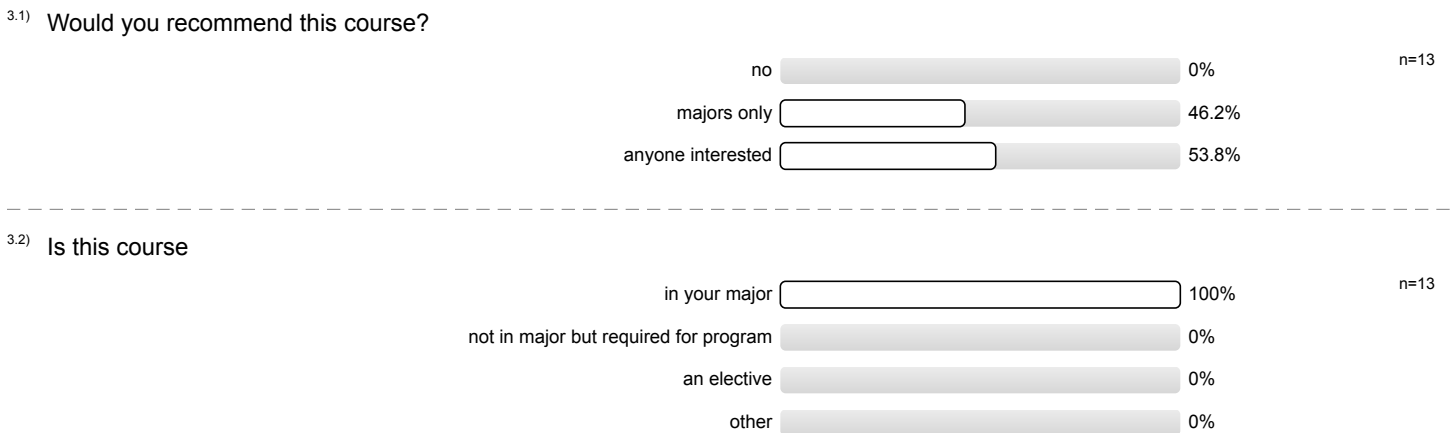 3.1) Would you recommend this course?
no 0% n=13
majors only 46.2%
anyone interested 53.8%
3.2) Is this course
in your major 100% n=13
not in major but required for program 0%
an elective 0%
other 0%